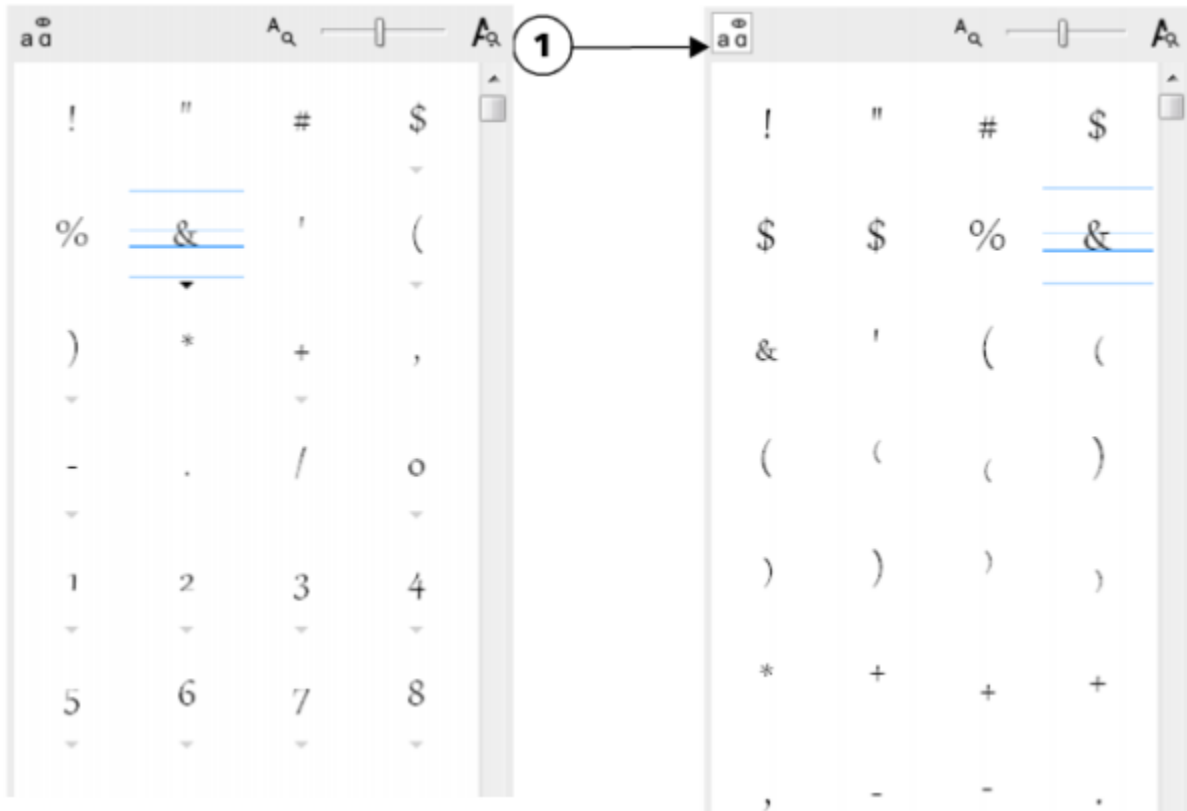 a ɑ A A
! " # $
% & ' (
) * + ,
- . / 0
1 2 3 4
5 6 7 8
1
a ɑ A A
! " # $
$ $ % &
& ' ( (
( ( ( )
) ) ) )
* + + +
, - - .